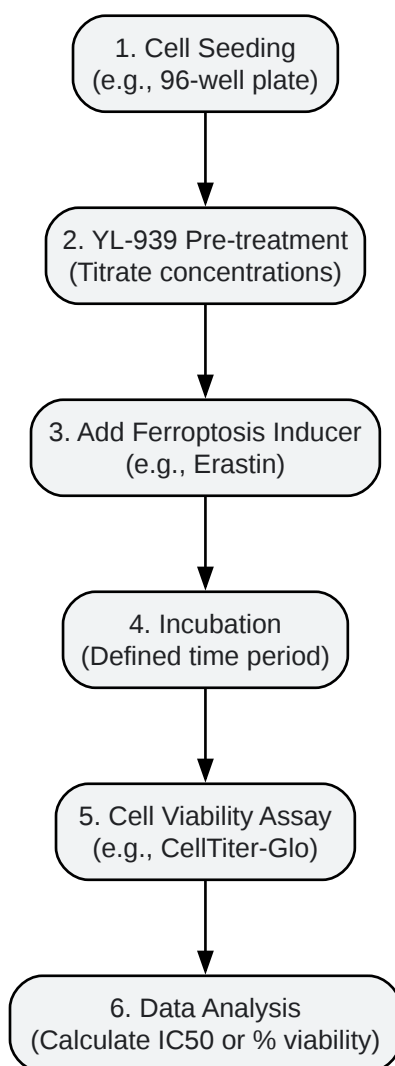 1. Cell Seeding
(e.g., 96-well plate)
2. YL-939 Pre-treatment
(Titrate concentrations)
3. Add Ferroptosis Inducer
(e.g., Erastin)
4. Incubation
(Defined time period)
5. Cell Viability Assay
(e.g., CellTiter-Glo)
6. Data Analysis
(Calculate IC50 or % viability)